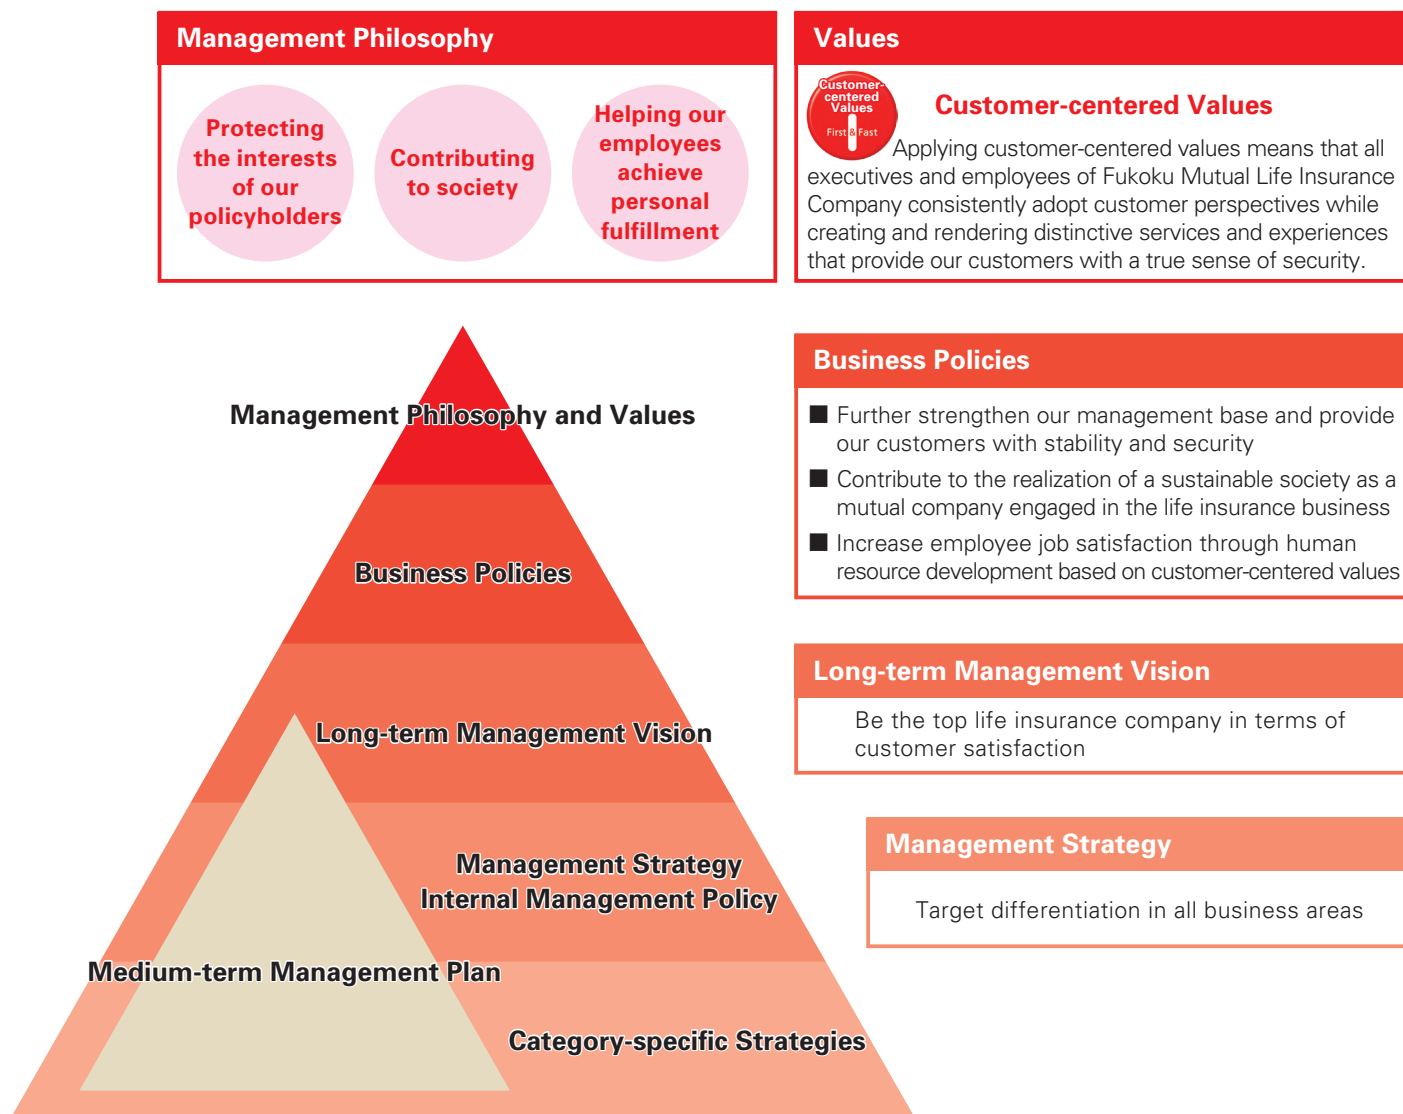 Management Philosophy
Protecting
the interests
of our
policyholders
Contributing
to society
Helping our
employees
achieve
personal
fulfillment
Values
Customer-
centered
Values
First & Fast
Customer-centered Values
Applying customer-centered values means that all
executives and employees of Fukoku Mutual Life Insurance
Company consistently adopt customer perspectives while
creating and rendering distinctive services and experiences
that provide our customers with a true sense of security.
Management Philosophy and Values
Business Policies
Long-term Management Vision
Management Strategy
Internal Management Policy
Medium-term Management Plan
Category-specific Strategies
Business Policies
■ Further strengthen our management base and provide
our customers with stability and security
■ Contribute to the realization of a sustainable society as a
mutual company engaged in the life insurance business
■ Increase employee job satisfaction through human
resource development based on customer-centered values
Long-term Management Vision
Be the top life insurance company in terms of
customer satisfaction
Management Strategy
Target differentiation in all business areas